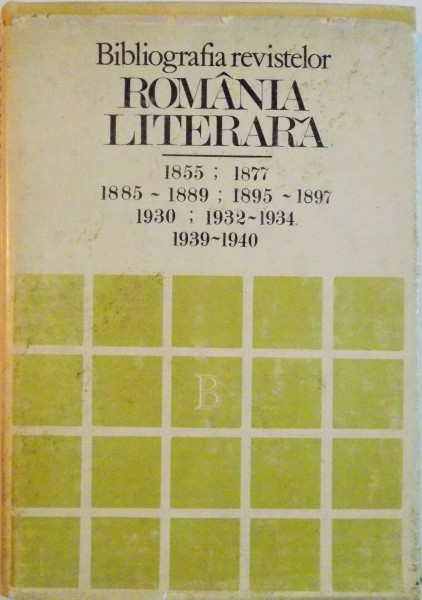 Bibliografia revistelor
ROMÂNIA
LITERARĂ
1855 ; 1877
1885 ~ 1889 ; 1895 ~ 1897
1930 ; 1932~1934
1939~1940
B